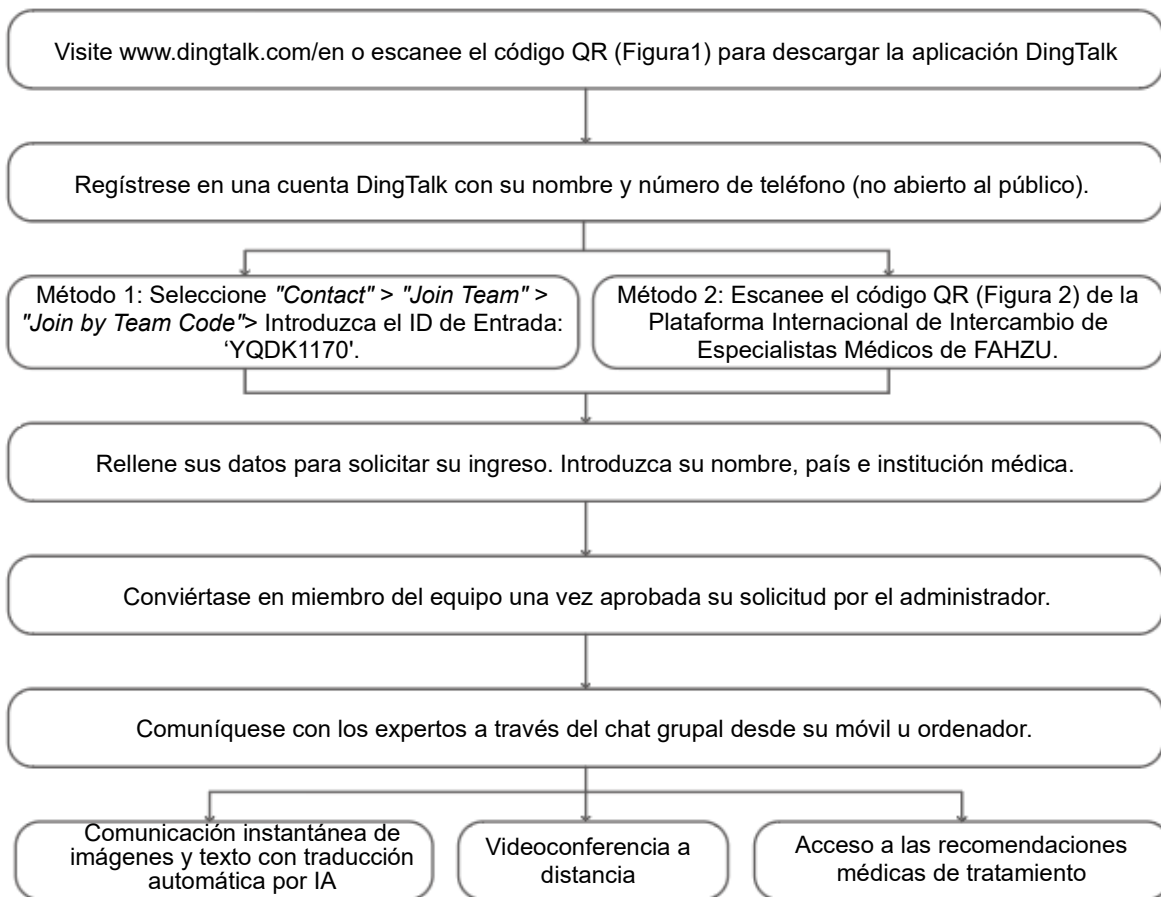 Visite www.dingtalk.com/en o escanee el código QR (Figura1) para descargar la aplicación DingTalk
Regístrese en una cuenta DingTalk con su nombre y número de teléfono (no abierto al público).
Método 1: Seleccione "Contact" > "Join Team" >
"Join by Team Code"> Introduzca el ID de Entrada:
‘YQDK1170'.
Método 2: Escanee el código QR (Figura 2) de la
Plataforma Internacional de Intercambio de
Especialistas Médicos de FAHZU.
Rellene sus datos para solicitar su ingreso. Introduzca su nombre, país e institución médica.
Conviértase en miembro del equipo una vez aprobada su solicitud por el administrador.
Comuníquese con los expertos a través del chat grupal desde su móvil u ordenador.
Comunicación instantánea de
imágenes y texto con traducción
automática por IA
Videoconferencia a
distancia
Acceso a las recomendaciones
médicas de tratamiento